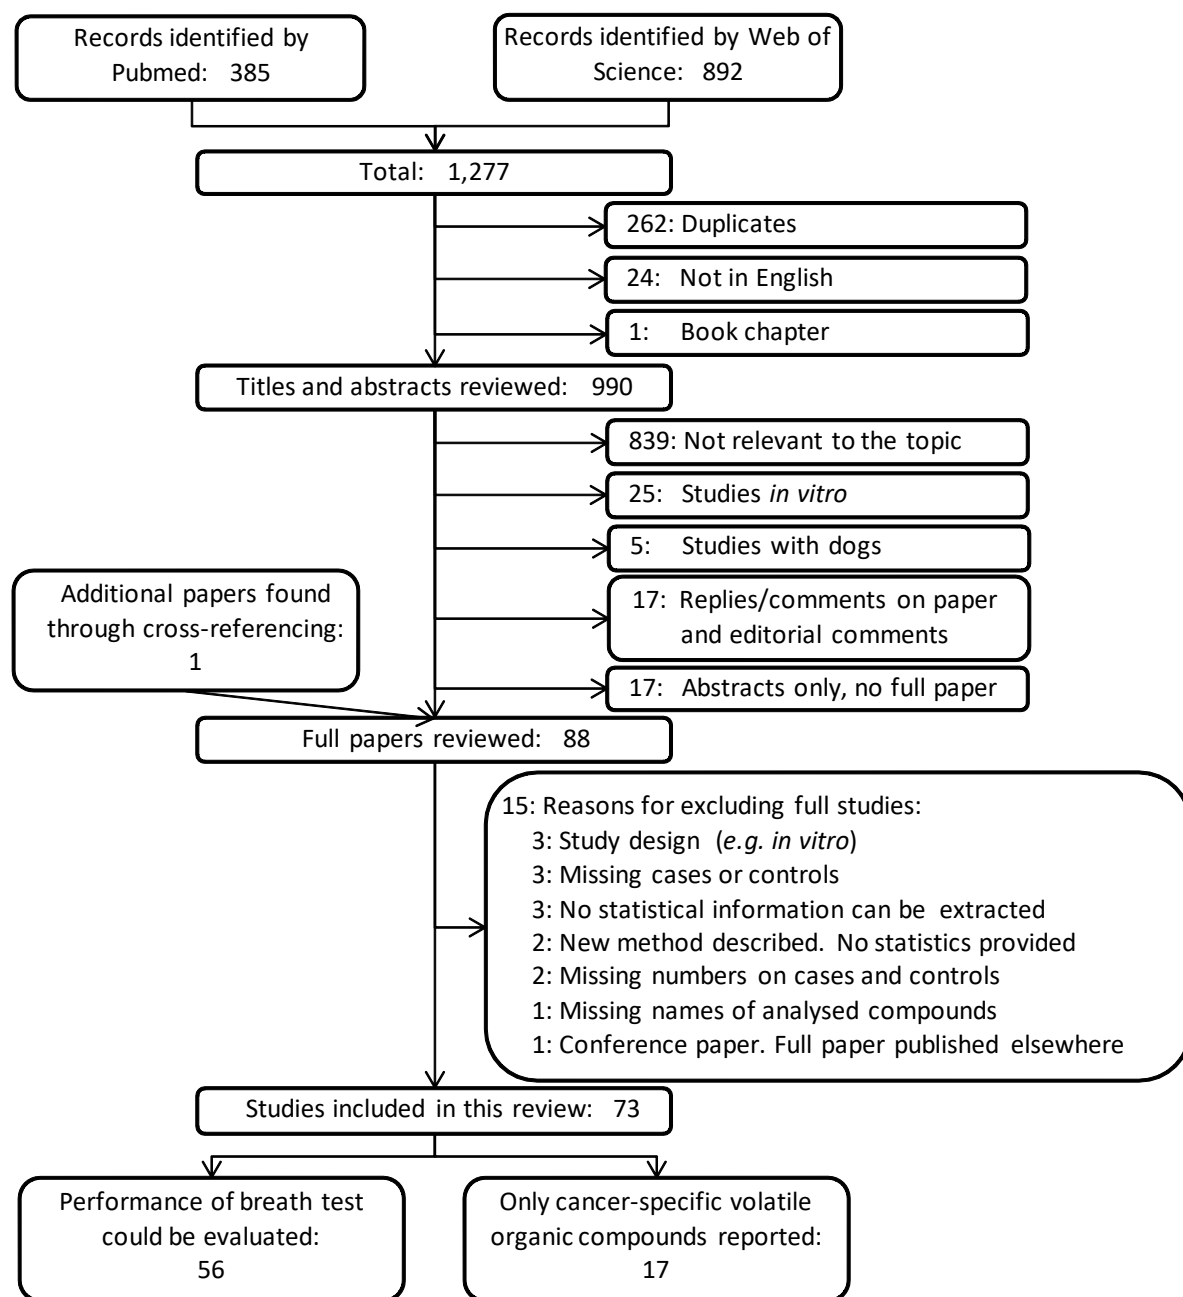 Records identified by
Pubmed: 385
Records identified by Web of
Science: 892
Total: 1,277
262: Duplicates
24: Not in English
1: Book chapter
Titles and abstracts reviewed: 990
839: Not relevant to the topic
25: Studies in vitro
5: Studies with dogs
17: Replies/comments on paper
and editorial comments
17: Abstracts only, no full paper
Additional papers found
through cross-referencing:
1
Full papers reviewed: 88
15: Reasons for excluding full studies:
3: Study design (e.g. in vitro)
3: Missing cases or controls
3: No statistical information can be extracted
2: New method described. No statistics provided
2: Missing numbers on cases and controls
1: Missing names of analysed compounds
1: Conference paper. Full paper published elsewhere
Studies included in this review: 73
Performance of breath test
could be evaluated:
56
Only cancer-specific volatile
organic compounds reported:
17